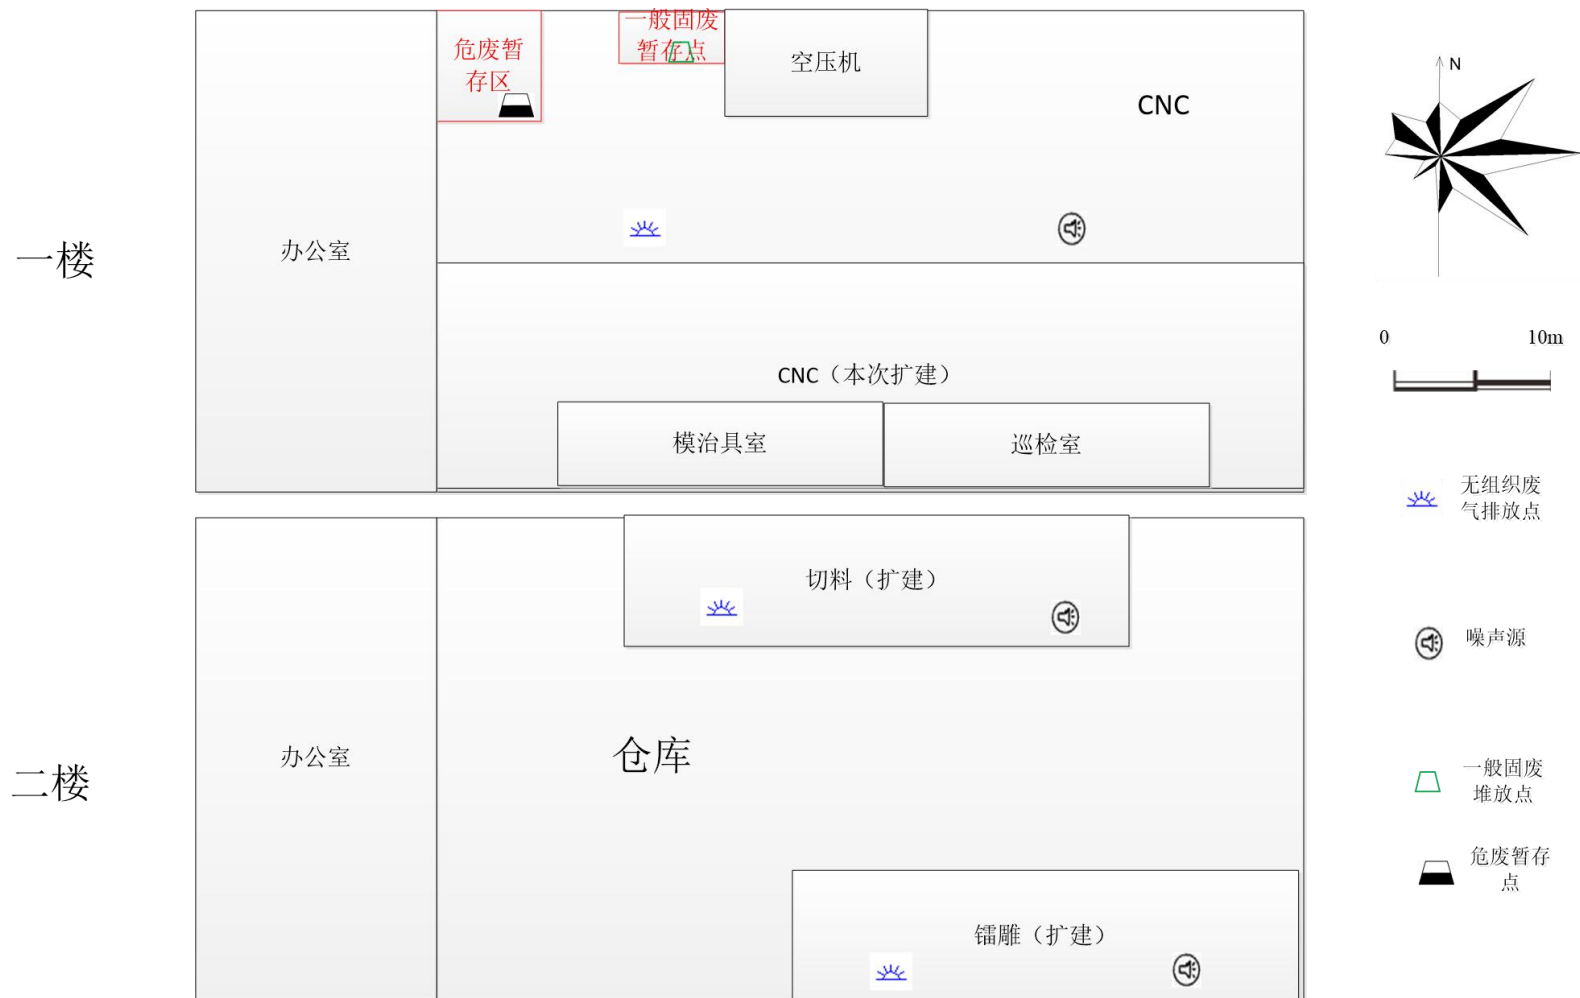 一楼
办公室
危废暂
存区
一般固废
暂存点
空压机
CNC
CNC（本次扩建）
模治具室
巡检室
二楼
办公室
切料（扩建）
仓库
镭雕（扩建）
N
0 10m
无组织废
气排放点
噪声源
一般固废
堆放点
危废暂存
点